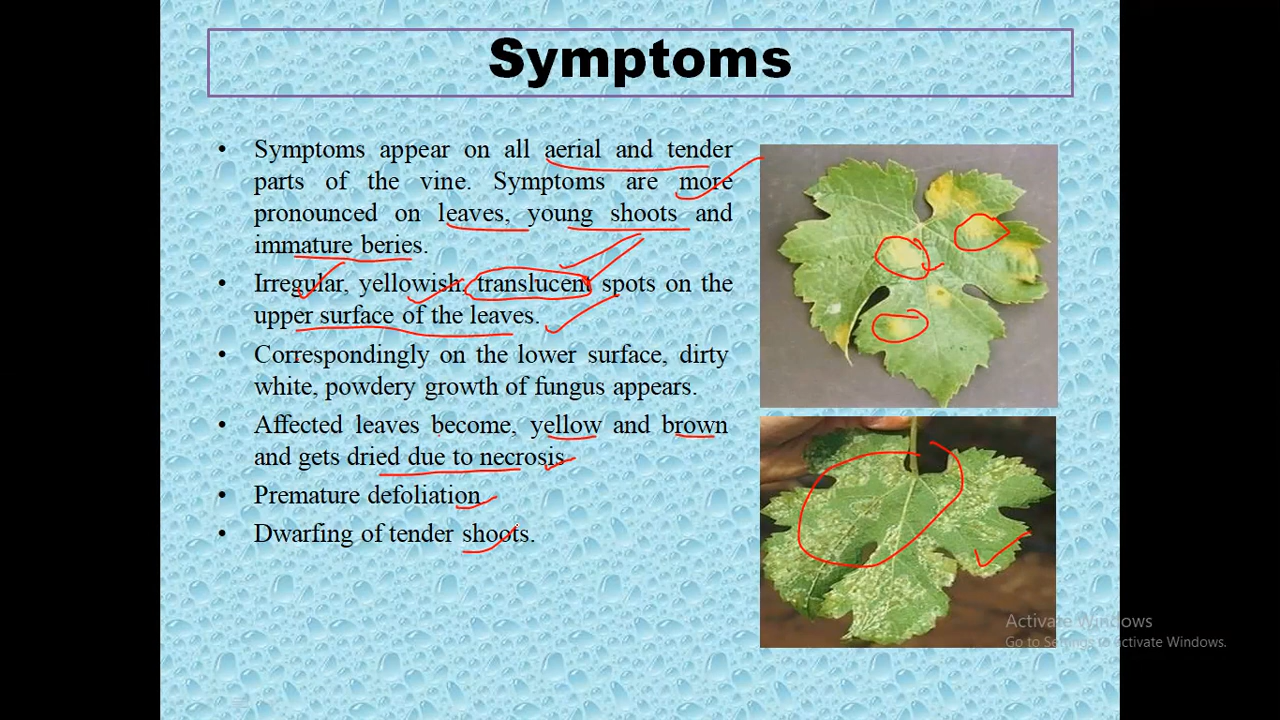 Symptoms
• Symptoms appear on all aerial and tender
parts of the vine. Symptoms are more
pronounced on leaves, young shoots and
immature beries.
• Irregular, yellowish, translucent spots on the
upper surface of the leaves.
• Correspondingly on the lower surface, dirty
white, powdery growth of fungus appears.
• Affected leaves become, yellow and brown
and gets dried due to necrosis
• Premature defoliation
• Dwarfing of tender shoots.
Activate Windows
Go to Settings to activate Windows.